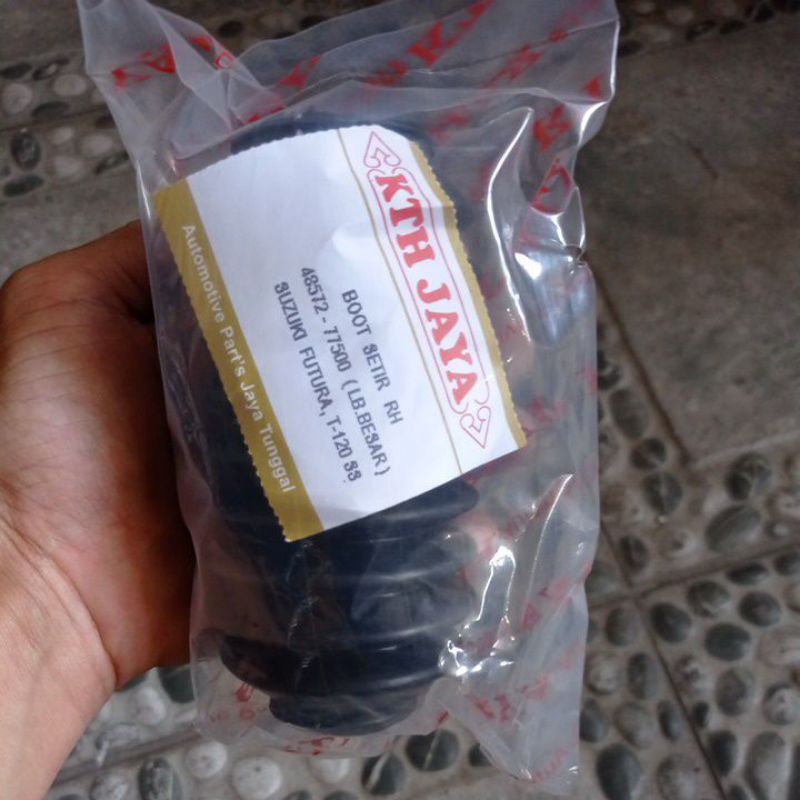 KTH JAYA
BOOT SETIR RH
48572 - 77500 ( LB.BESAR )
SUZUKI FUTURA, T-120 SS
Automotive Part's Jaya Tunggal